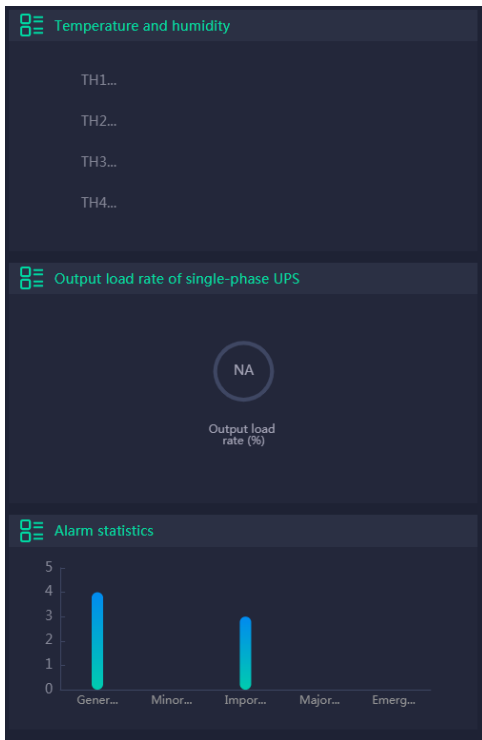 Temperature and humidity
TH1...
TH2...
TH3...
TH4...
Output load rate of single-phase UPS
NA
Output load
rate (%)
Alarm statistics
5
4
3
2
1
0
Gener... Minor... Impor... Major... Emerg...